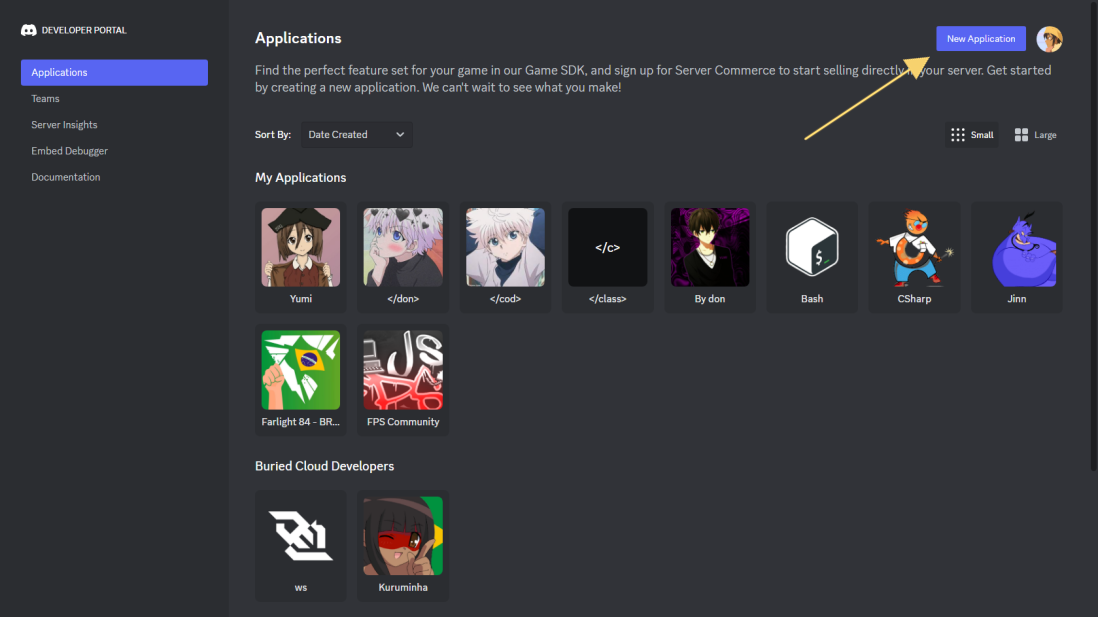 DEVELOPER PORTAL
Applications
Teams
Server Insights
Embed Debugger
Documentation
Applications
New Application
Find the perfect feature set for your game in our Game SDK, and sign up for Server Commerce to start selling directly in your server. Get started
by creating a new application. We can't wait to see what you make!
Sort By:
Date Created
Small
Large
My Applications
</c>
$
Yumi
</don>
</cod>
</class>
By don
Bash
CSharp
Jinn
JS
Farlight 84 - BR...
FPS Community
Buried Cloud Developers
ws
Kuruminha